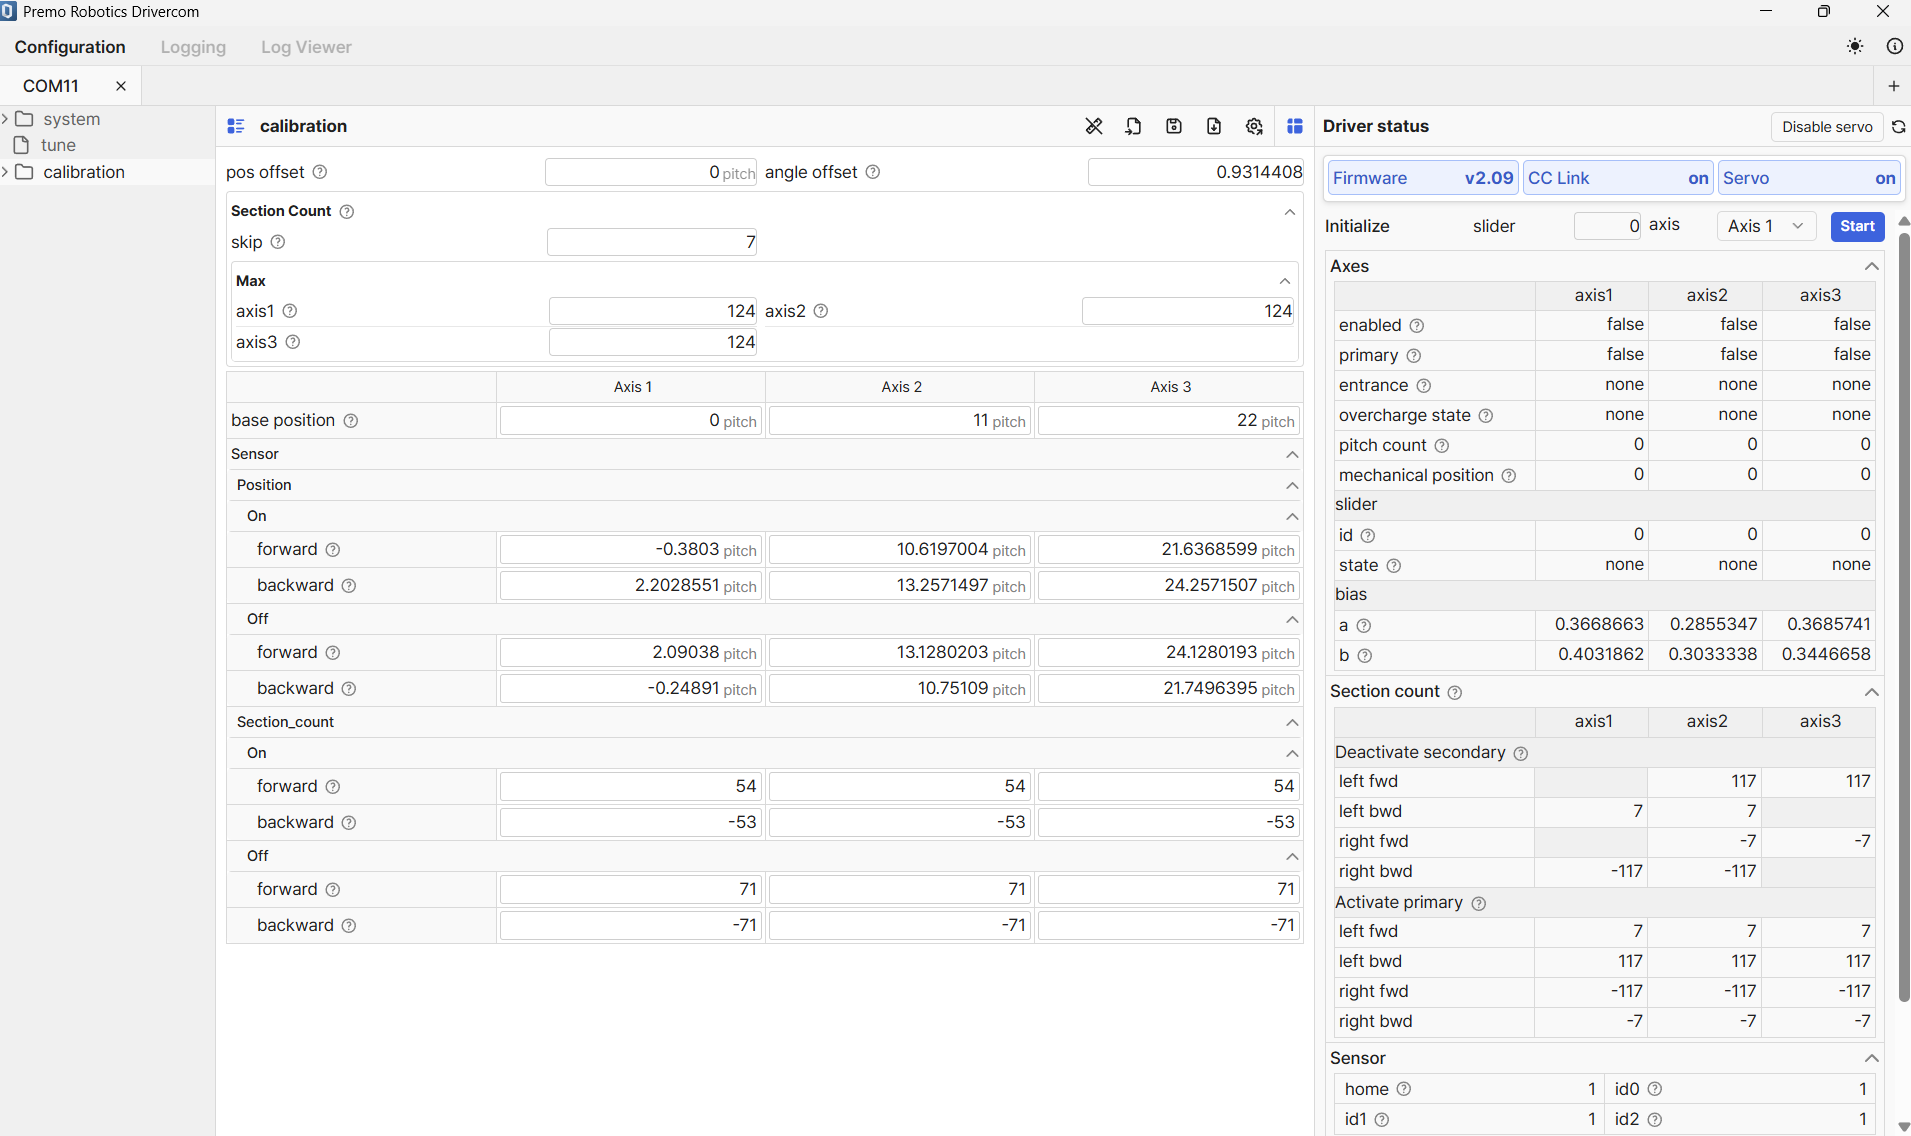 Premo Robotics Drivercom
Configuration Logging Log Viewer
COM11
system
tune
calibration
calibration
pos offset 0 pitch angle offset 0.9314408
Section Count
skip 7
Max
axis1 124 axis2 124
axis3 124
Axis 1 Axis 2 Axis 3
base position 0 pitch 11 pitch 22 pitch
Sensor
Position
On
forward -0.3803 pitch 10.6197004 pitch 21.6368599 pitch
backward 2.2028551 pitch 13.2571497 pitch 24.2571507 pitch
Off
forward 2.09038 pitch 13.1280203 pitch 24.1280193 pitch
backward -0.24891 pitch 10.75109 pitch 21.7496395 pitch
Section_count
On
forward 54 54 54
backward -53 -53 -53
Off
forward 71 71 71
backward -71 -71 -71
Driver status Disable servo
Firmware v2.09 CC Link on Servo on
Initialize slider 0 axis Axis 1 Start
Axes
axis1 axis2 axis3
enabled false false false
primary false false false
entrance none none none
overcharge state none none none
pitch count 0 0 0
mechanical position 0 0 0
slider
id 0 0 0
state none none none
bias
a 0.3668663 0.2855347 0.3685741
b 0.4031862 0.3033338 0.3446658
Section count
axis1 axis2 axis3
Deactivate secondary
left fwd 117 117
left bwd 7 7
right fwd -7 -7
right bwd -117 -117
Activate primary
left fwd 7 7 7
left bwd 117 117 117
right fwd -117 -117 -117
right bwd -7 -7 -7
Sensor
home 1 id0 1
id1 1 id2 1